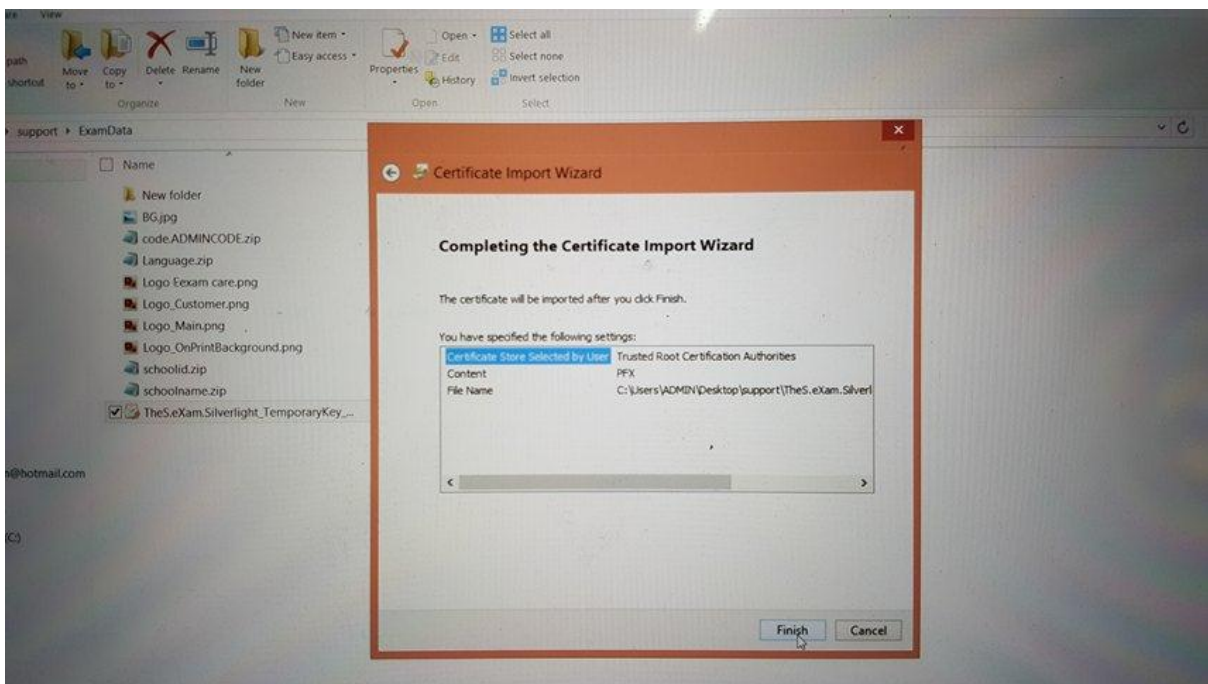 View
New item
Open
Select all
path
Easy access
Edit
Select none
shortcut
Move to
Copy to
Delete
Rename
New folder
Properties
History
Invert selection
Organize
New
Open
Select
support
ExamData
Name
New folder
BG.jpg
code.ADMINCODE.zip
Language.zip
Logo Eexam care.png
Logo_Customer.png
Logo_Main.png
Logo_OnPrintBackground.png
schoolid.zip
schoolname.zip
TheS.eXam.Silverlight_TemporaryKey_...
@hotmail.com
(C:)
Certificate Import Wizard
Completing the Certificate Import Wizard
The certificate will be imported after you click Finish.
You have specified the following settings:
Certificate Store Selected by User Trusted Root Certification Authorities
Content PFX
File Name C:\Users\ADMIN\Desktop\support\TheS.eXam.Silverl
Finish
Cancel